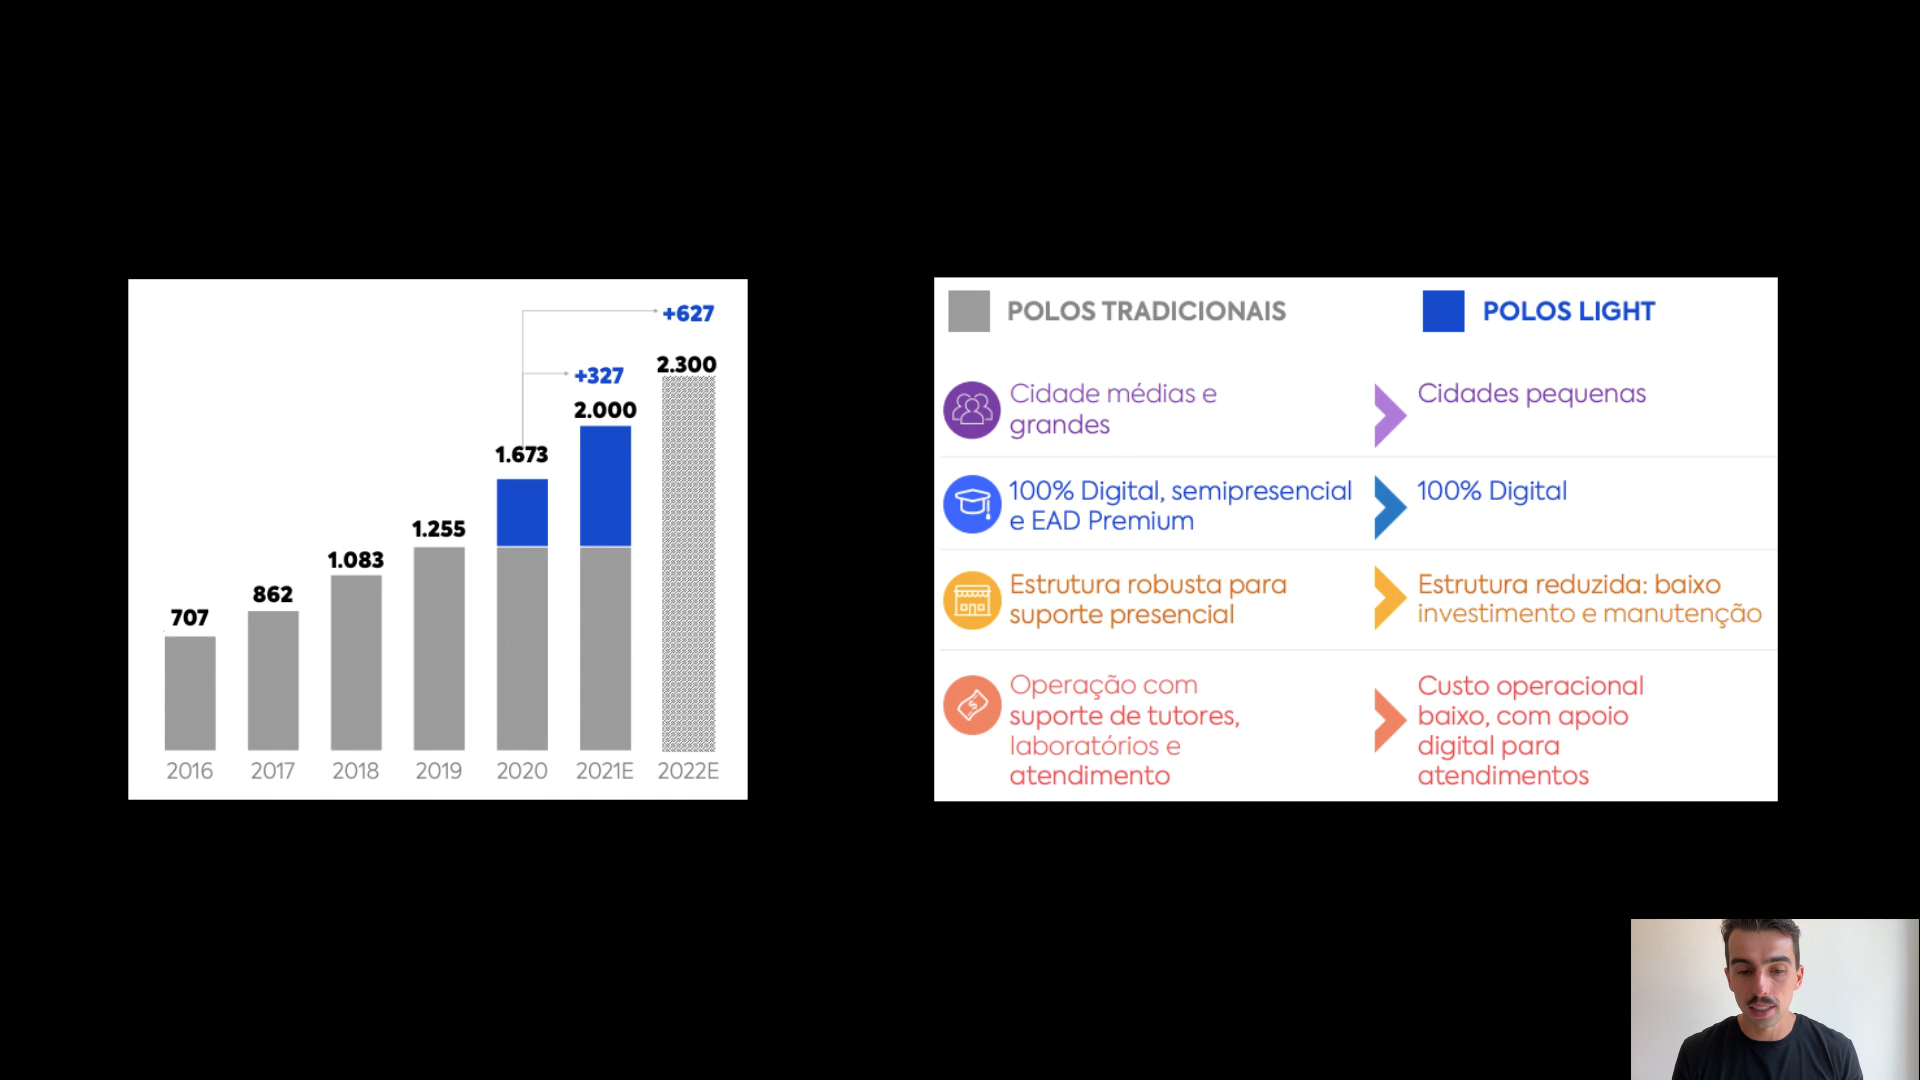 +627
2.300
+327
2.000
1.673
1.255
1.083
862
707
2016 2017 2018 2019 2020 2021E 2022E
POLOS TRADICIONAIS
POLOS LIGHT
Cidade médias e
grandes
Cidades pequenas
100% Digital, semipresencial
e EAD Premium
100% Digital
Estrutura robusta para
suporte presencial
Estrutura reduzida: baixo
investimento e manutenção
Operação com
suporte de tutores,
laboratórios e
atendimento
Custo operacional
baixo, com apoio
digital para
atendimentos